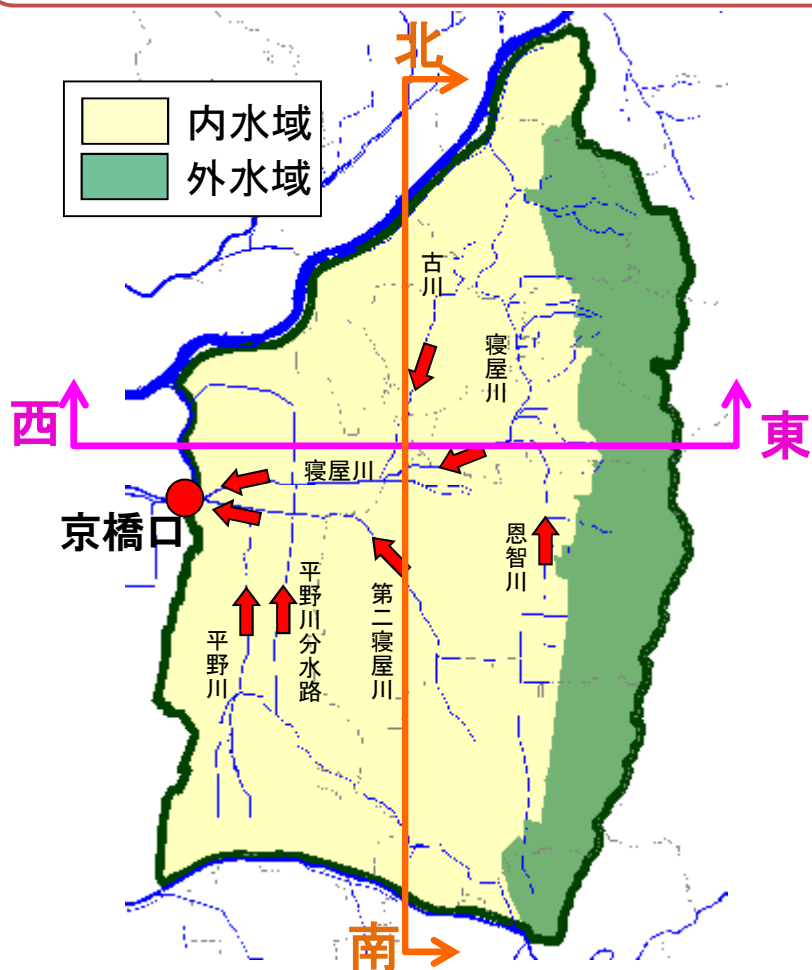 北
内水域
外水域
古川
寝屋川
西
東
寝屋川
京橋口
恩智川
平野川分水路
第二寝屋川
平野川
南